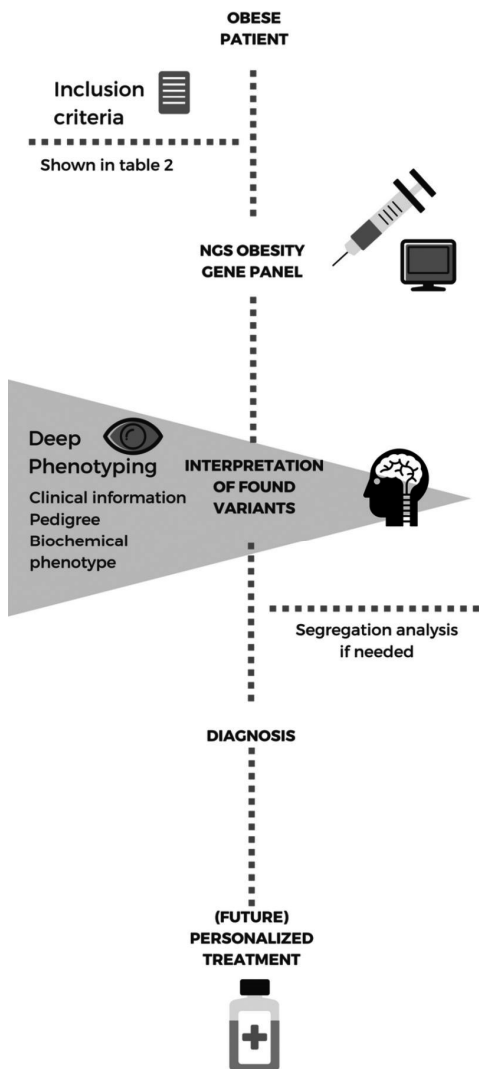 OBESE
PATIENT
Inclusion
criteria
Shown in table 2
NGS OBESITY
GENE PANEL
Deep
Phenotyping
Clinical information
Pedigree
Biochemical
phenotype
INTERPRETATION
OF FOUND
VARIANTS
Segregation analysis
if needed
DIAGNOSIS
(FUTURE)
PERSONALIZED
TREATMENT